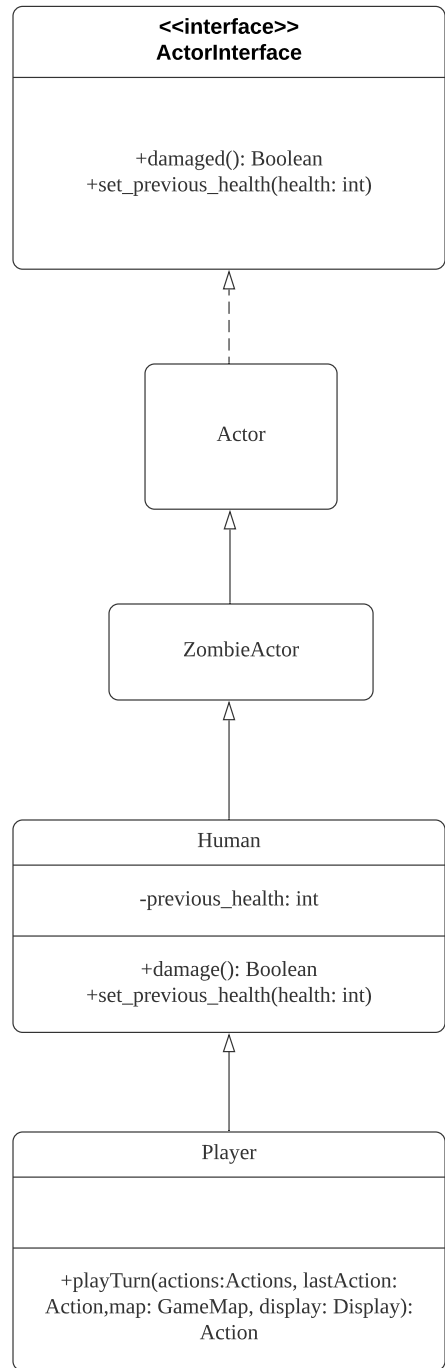 <<interface>>
ActorInterface
+damaged(): Boolean
+set_previous_health(health: int)
Actor
ZombieActor
Human
-previous_health: int
+damage(): Boolean
+set_previous_health(health: int)
Player
+playTurn(actions:Actions, lastAction:
Action,map: GameMap, display: Display):
Action